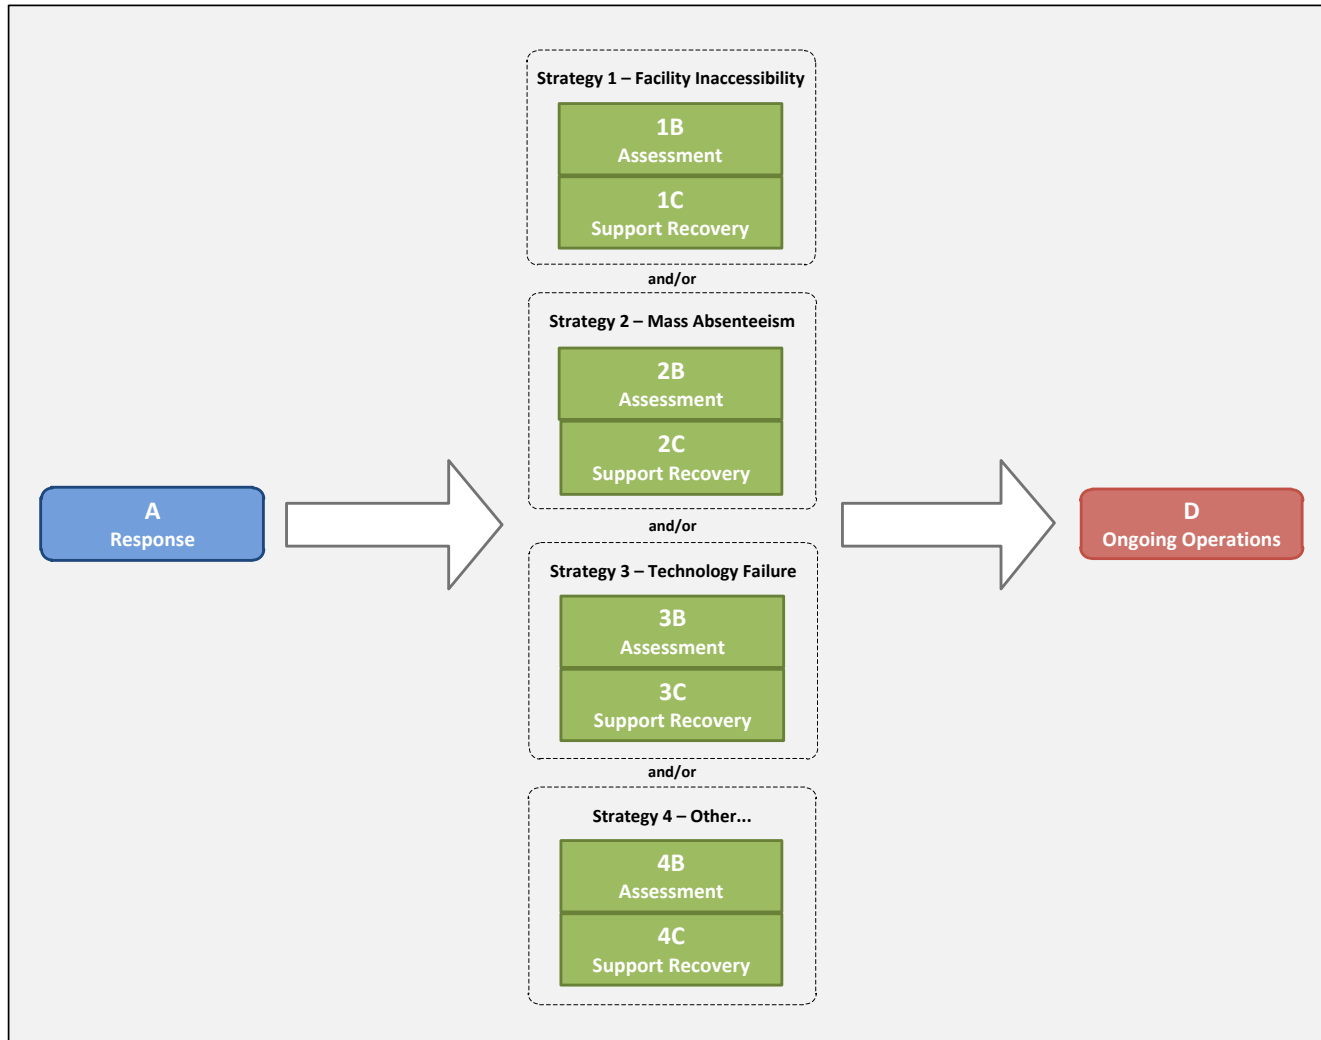 Strategy 1 – Facility Inaccessibility
1B
Assessment
1C
Support Recovery
and/or
Strategy 2 – Mass Absenteeism
2B
Assessment
2C
Support Recovery
A
Response
D
Ongoing Operations
and/or
Strategy 3 – Technology Failure
3B
Assessment
3C
Support Recovery
and/or
Strategy 4 – Other...
4B
Assessment
4C
Support Recovery